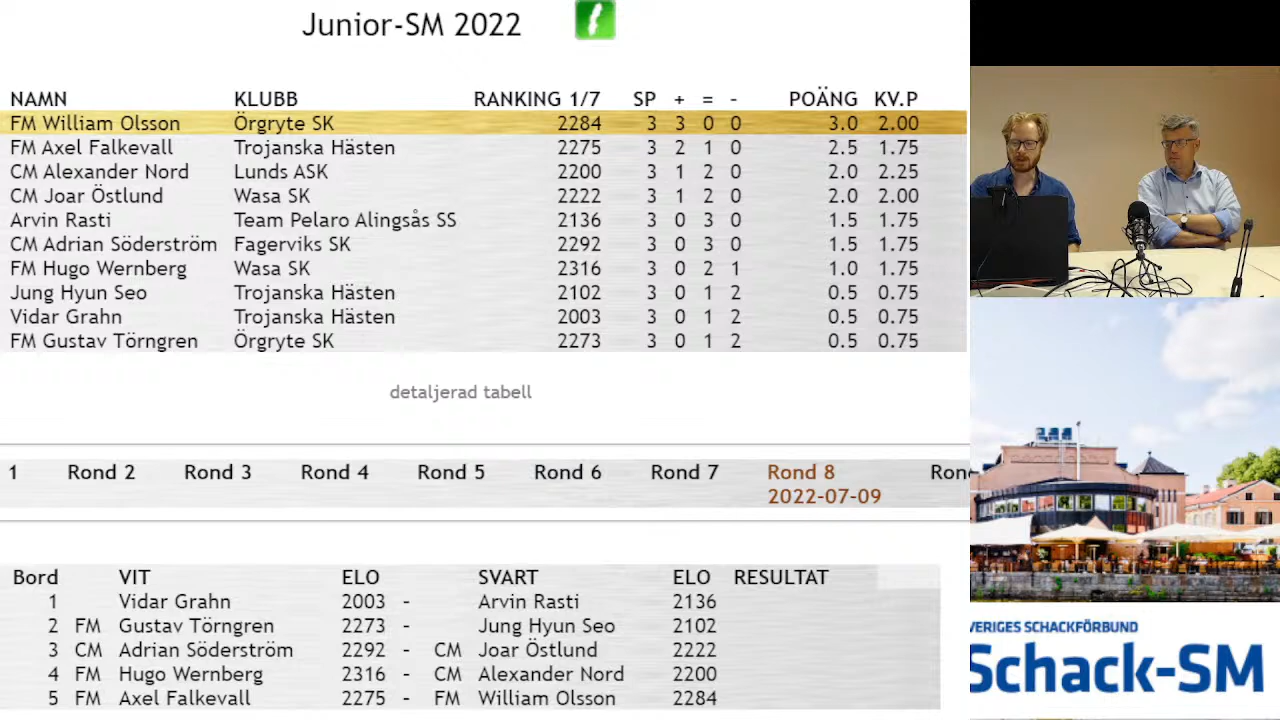 Junior-SM 2022
NAMN KLUBB RANKING 1/7 SP + = - POÄNG KV.P
FM William Olsson Örgryte SK 2284 3 3 0 0 3.0 2.00
FM Axel Falkevall Trojanska Hästen 2275 3 2 1 0 2.5 1.75
CM Alexander Nord Lunds ASK 2200 3 1 2 0 2.0 2.25
CM Joar Östlund Wasa SK 2222 3 1 2 0 2.0 2.00
Arvin Rasti Team Pelaro Alingsås SS 2136 3 0 3 0 1.5 1.75
CM Adrian Söderström Fagerviks SK 2292 3 0 3 0 1.5 1.75
FM Hugo Wernberg Wasa SK 2316 3 0 2 1 1.0 1.75
Jung Hyun Seo Trojanska Hästen 2102 3 0 1 2 0.5 0.75
Vidar Grahn Trojanska Hästen 2003 3 0 1 2 0.5 0.75
FM Gustav Törngren Örgryte SK 2273 3 0 1 2 0.5 0.75
detaljerad tabell
1 Rond 2 Rond 3 Rond 4 Rond 5 Rond 6 Rond 7 Rond 8 Ron
2022-07-09
Bord VIT ELO SVART ELO RESULTAT
1 Vidar Grahn 2003 - Arvin Rasti 2136
2 FM Gustav Törngren 2273 - Jung Hyun Seo 2102
3 CM Adrian Söderström 2292 - CM Joar Östlund 2222
4 FM Hugo Wernberg 2316 - CM Alexander Nord 2200
5 FM Axel Falkevall 2275 - FM William Olsson 2284
VERIGES SCHACKFÖRBUND
Schack-SM